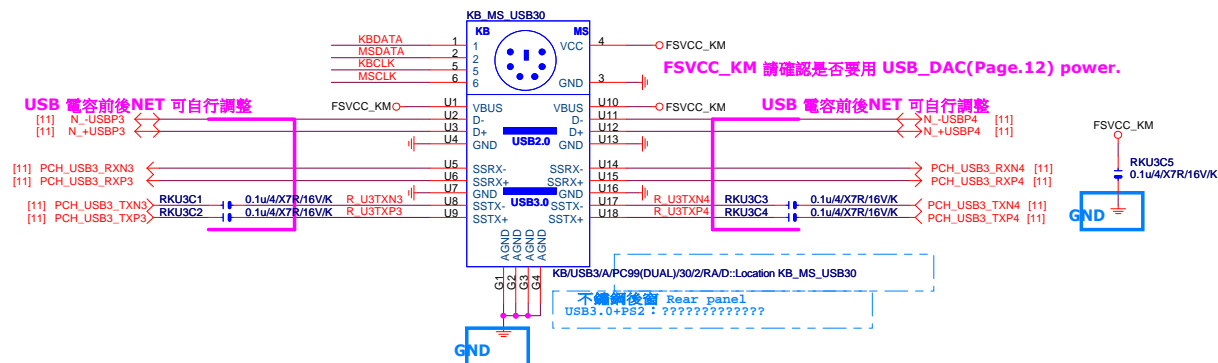 KB_MS_USB30
KB MS
KBDATA 1 1 VCC 4 FSVCC_KM
MSDATA 2 2
KBCLK 5 5
MSCLK 6 6 GND 3
FSVCC_KM 請確認是否要用 USB_DAC(Page.12) power.
USB 電容前後NET 可自行調整
USB 電容前後NET 可自行調整
FSVCC_KM U1 VBUS U10 FSVCC_KM
[11] N_-USBP3 U2 D- D- U11 N_-USBP4 [11]
[11] N_+USBP3 U3 D+ D+ U12 N_+USBP4 [11]
U4 GND GND U13
USB2.0
[11] PCH_USB3_RXN3 U5 SSRX- SSRX- U14 PCH_USB3_RXN4 [11]
[11] PCH_USB3_RXP3 U6 SSRX+ SSRX+ U15 PCH_USB3_RXP4 [11]
U7 GND GND U16
USB3.0
[11] PCH_USB3_TXN3 RKU3C1 0.1u/4/X7R/16V/K R_U3TXN3 U8 SSTX- SSTX- U17 R_U3TXN4 RKU3C3 0.1u/4/X7R/16V/K PCH_USB3_TXN4 [11]
[11] PCH_USB3_TXP3 RKU3C2 0.1u/4/X7R/16V/K R_U3TXP3 U9 SSTX+ SSTX+ U18 R_U3TXP4 RKU3C4 0.1u/4/X7R/16V/K PCH_USB3_TXP4 [11]
AGND AGND AGND AGND
G1 G2 G3 G4
GND
FSVCC_KM
RKU3C5
0.1u/4/X7R/16V/K
GND
KB/USB3/A/PC99(DUAL)/30/2/RA/D::Location KB_MS_USB30
不鏽鋼後窗 Rear panel
USB3.0+PS2：?????????????